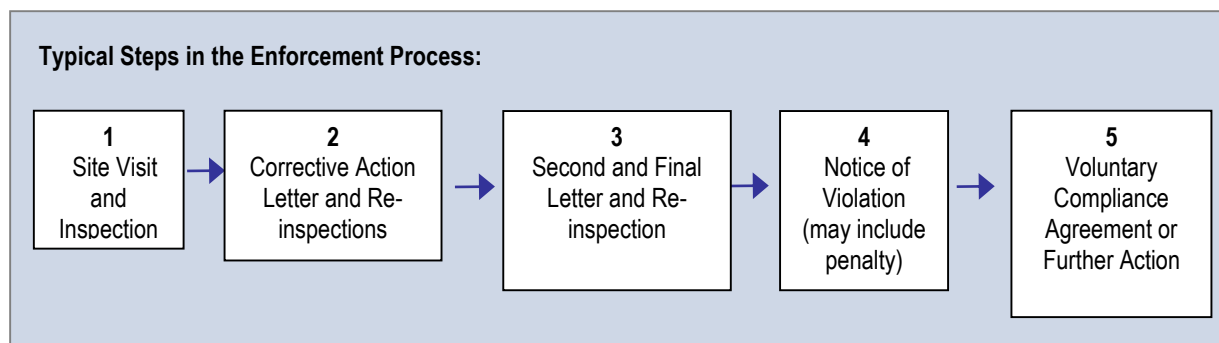 Typical Steps in the Enforcement Process:
1
Site Visit
and
Inspection
2
Corrective Action
Letter and Re-
inspections
3
Second and Final
Letter and Re-
inspection
4
Notice of
Violation
(may include
penalty)
5
Voluntary
Compliance
Agreement or
Further Action